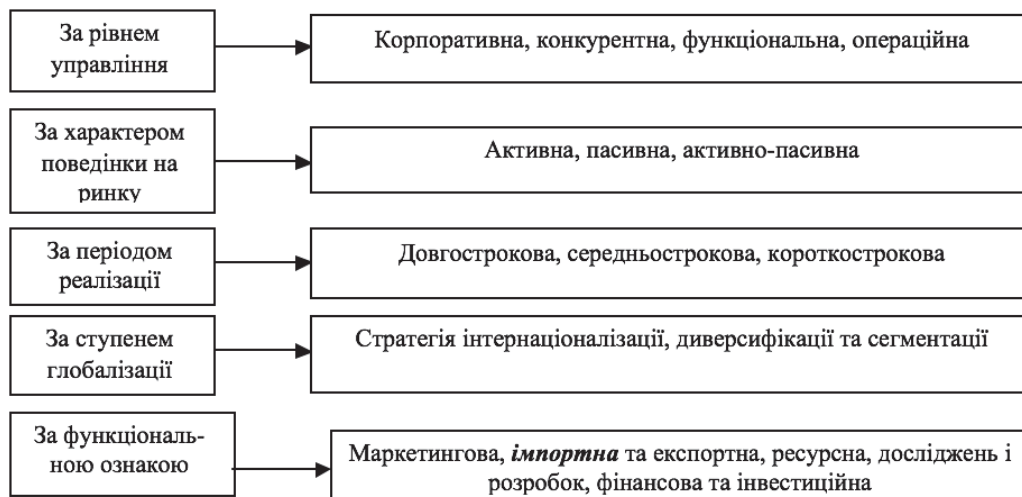 За рівнем
управління
Корпоративна, конкурентна, функціональна, операційна
За характером
поведінки на
ринку
Активна, пасивна, активно-пасивна
За періодом
реалізації
Довгострокова, середньострокова, короткострокова
За ступенем
глобалізації
Стратегія інтернаціоналізації, диверсифікації та сегментації
За функціональ-
ною ознакою
Маркетингова, імпортна та експортна, ресурсна, досліджень і
розробок, фінансова та інвестиційна